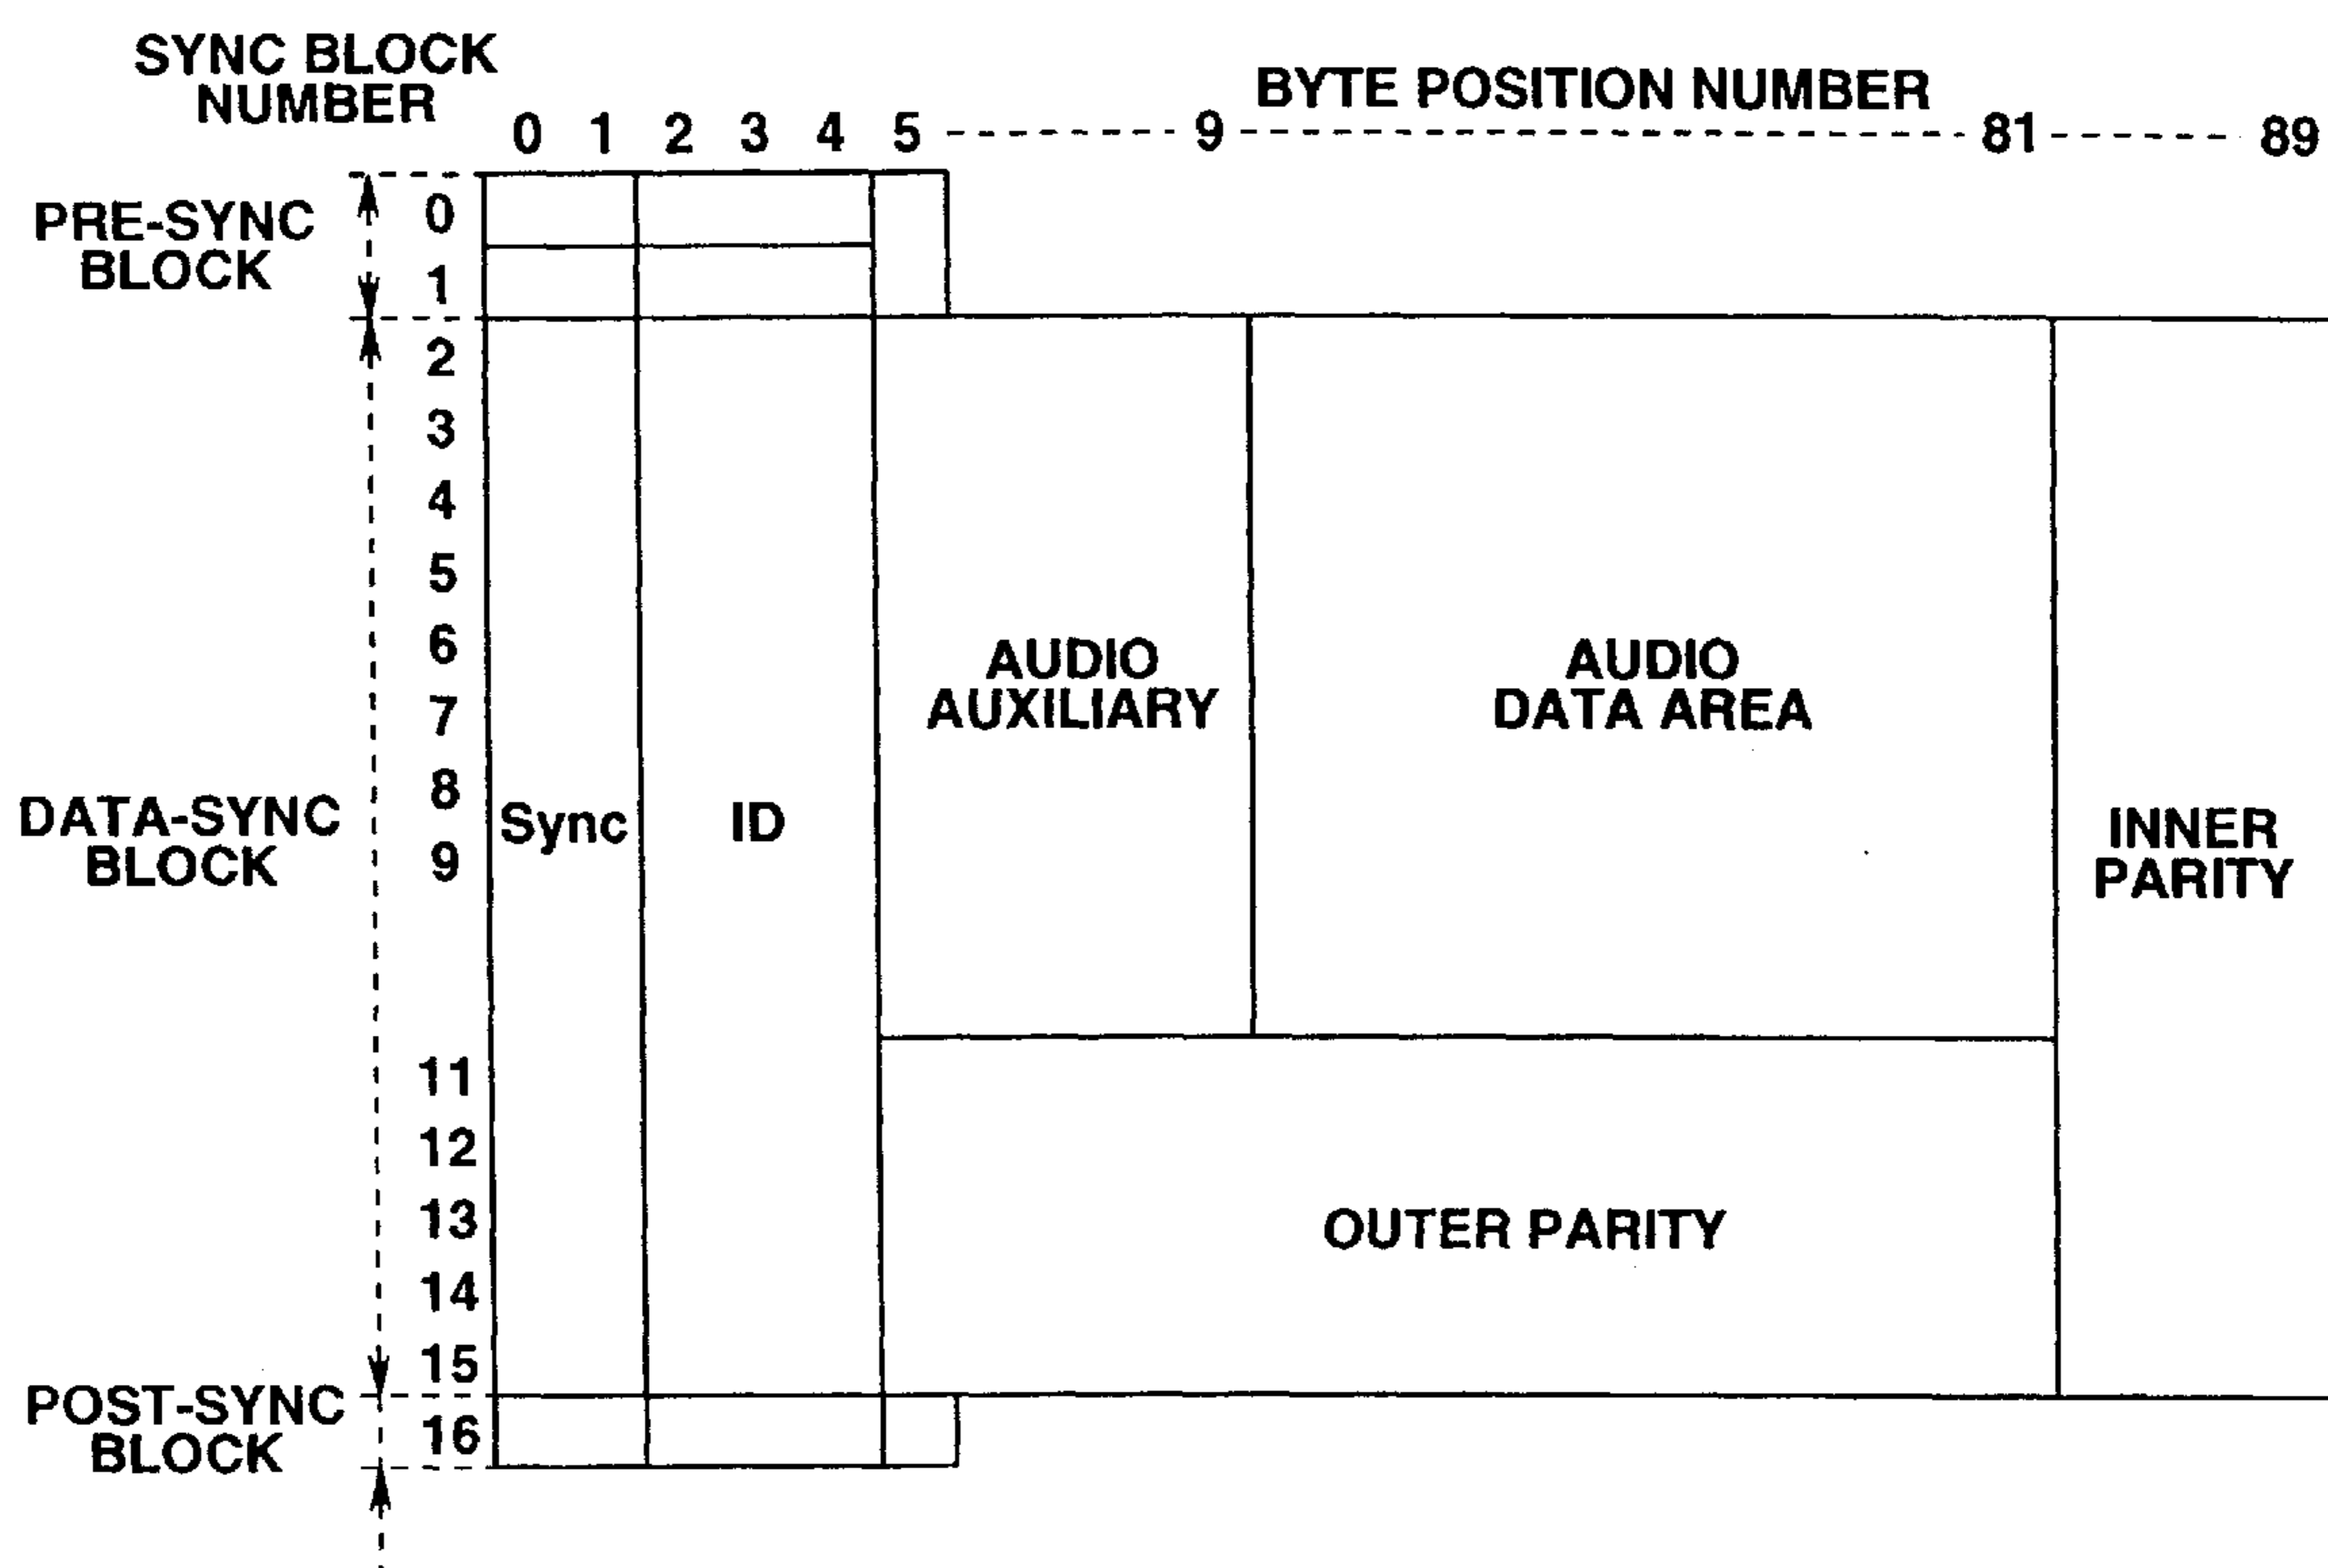 SYNC BLOCK
NUMBER
BYTE POSITION NUMBER
0 1 2 3 4 5 9 81 89
PRE-SYNC
BLOCK
0
1
2
3
4
5
6
7
8
9
11
12
13
14
15
16
DATA-SYNC
BLOCK
Sync
ID
AUDIO
AUXILIARY
AUDIO
DATA AREA
INNER
PARITY
OUTER PARITY
POST-SYNC
BLOCK